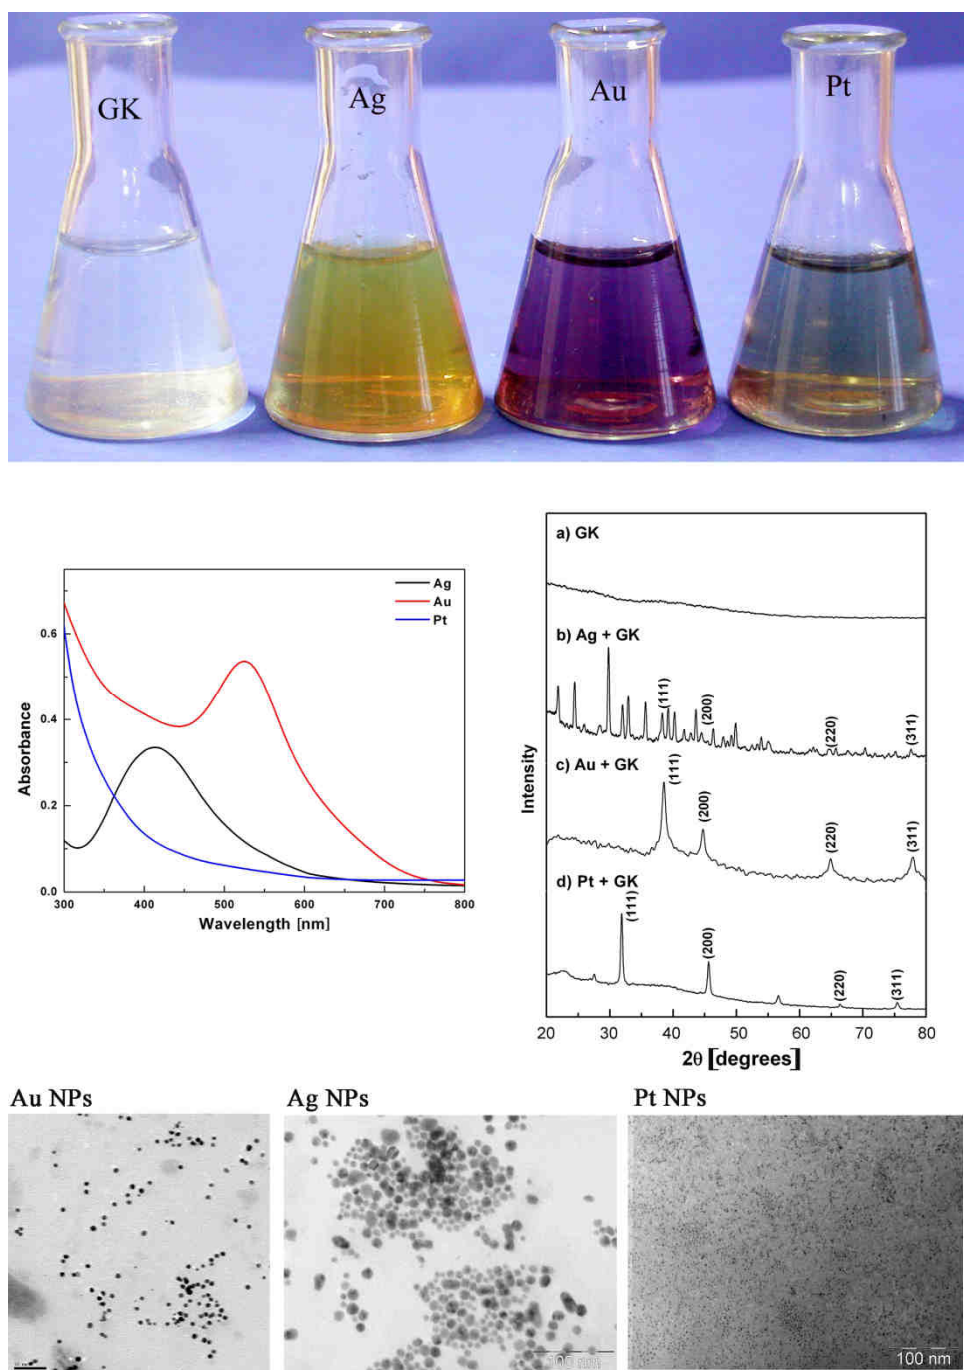 GK
Ag
Au
Pt
Absorbance
0.6
0.4
0.2
0.0
Ag
Au
Pt
300 400 500 600 700 800
Wavelength [nm]
Intensity
a) GK
b) Ag + GK
(111)
(200)
(220)
(311)
c) Au + GK
(111)
(200)
(220)
(311)
d) Pt + GK
(111)
(200)
(220)
(311)
20 30 40 50 60 70 80
2θ [degrees]
Au NPs
Ag NPs
Pt NPs
100 nm
100 nm